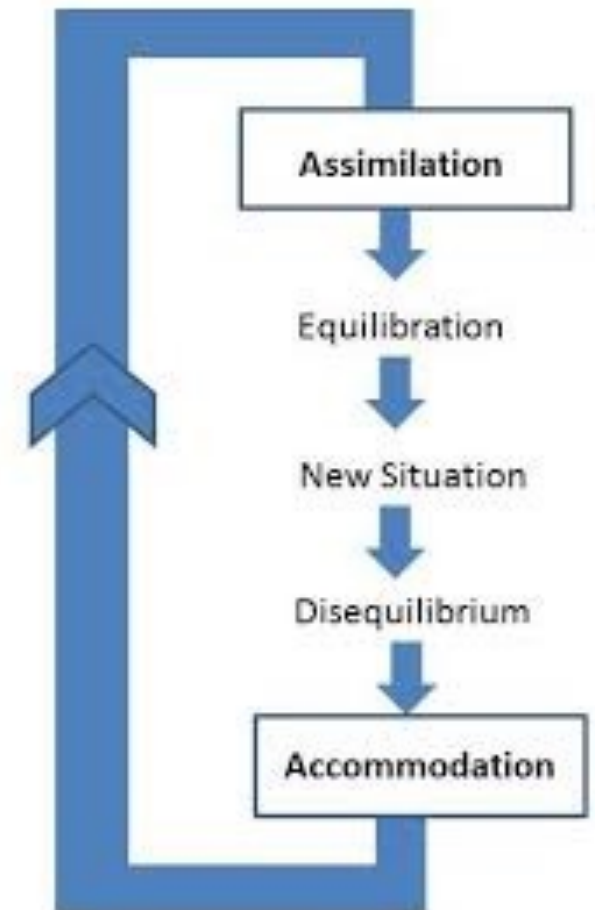 Assimilation
Equilibration
New Situation
Disequilibrium
Accommodation